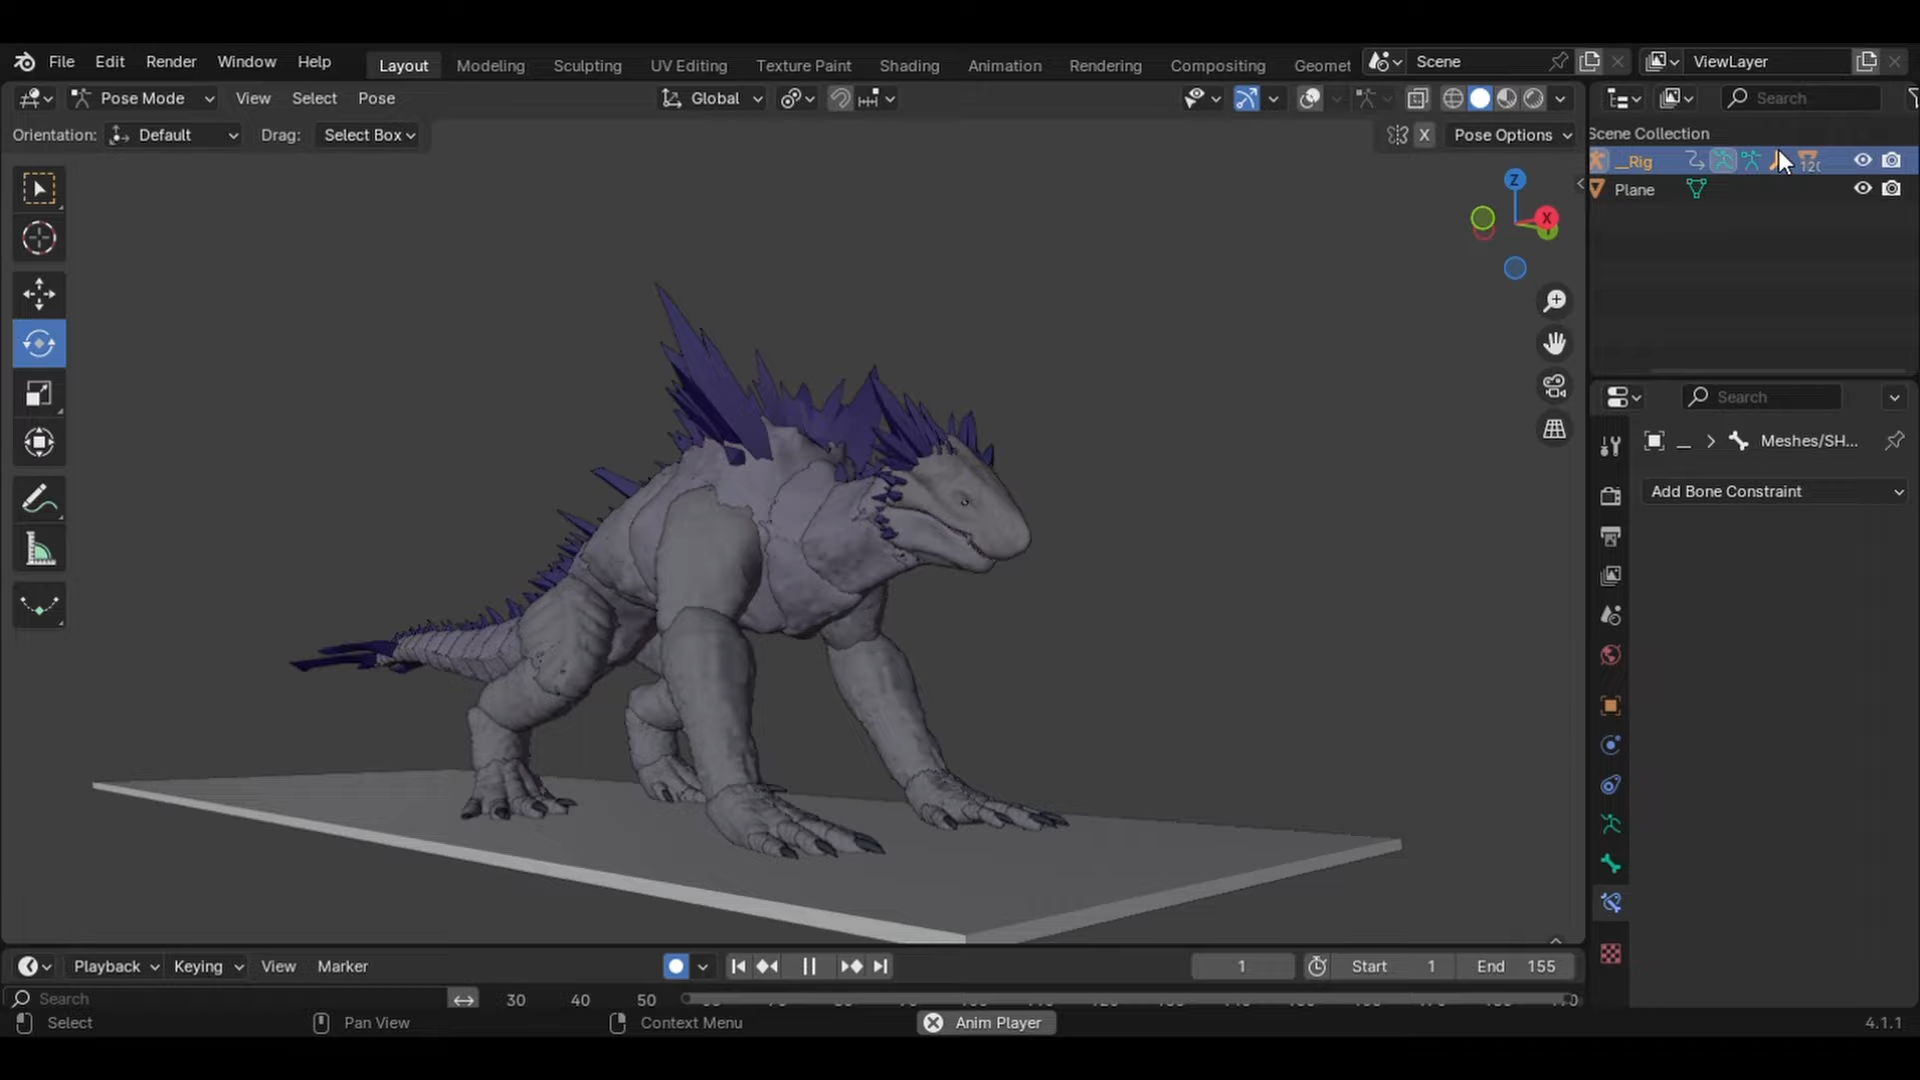 File Edit Render Window Help Layout Modeling Sculpting UV Editing Texture Paint Shading Animation Rendering Compositing Geomet Scene ViewLayer
Pose Mode View Select Pose Global Search
Orientation: Default Drag: Select Box X Pose Options
Scene Collection
__Rig
Plane
Z
X
Search
Meshes/SH...
Add Bone Constraint
Playback Keying View Marker 1 Start 1 End 155
Search 30 40 50
Select Pan View Context Menu Anim Player 4.1.1